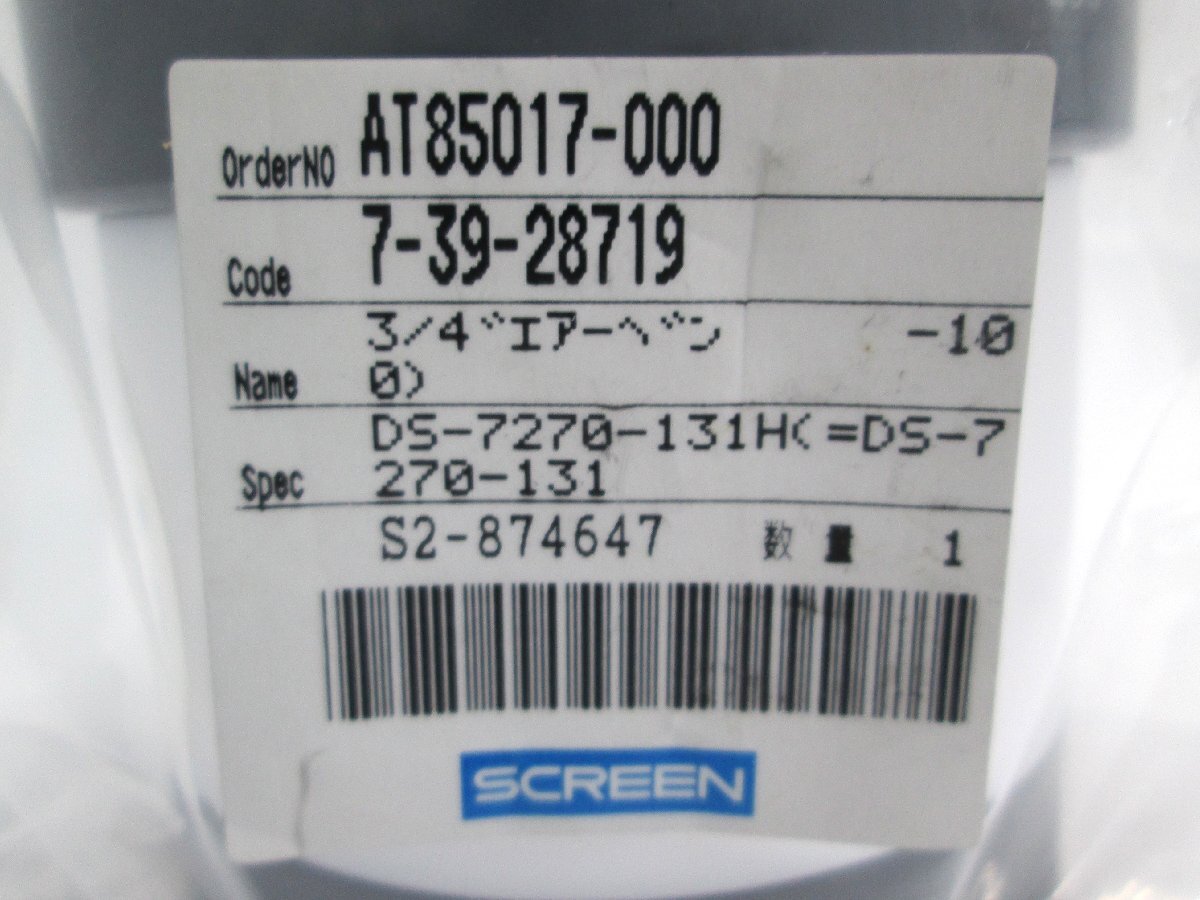 OrderNO AT85017-000
Code 7-39-28719
Name 3/4ﾞエアーベン -10
0)
Spec DS-7270-131H(=DS-7
270-131
S2-874647 数量 1
SCREEN